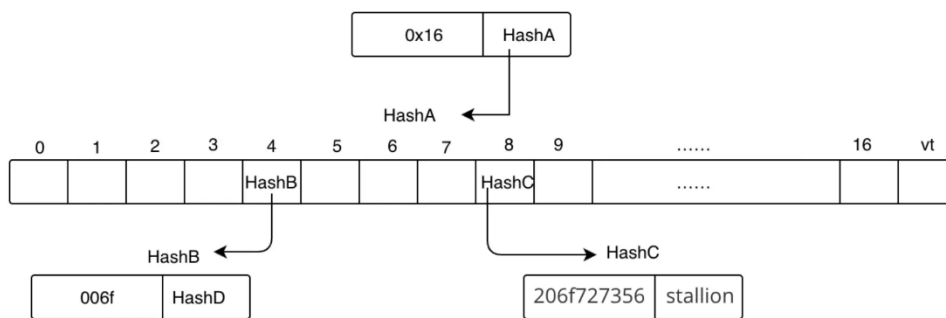 0x16 HashA
HashA
0 1 2 3 4 5 6 7 8 9 ...... 16 vt
HashB HashC ......
HashB HashC
006f HashD 206f727356 stallion